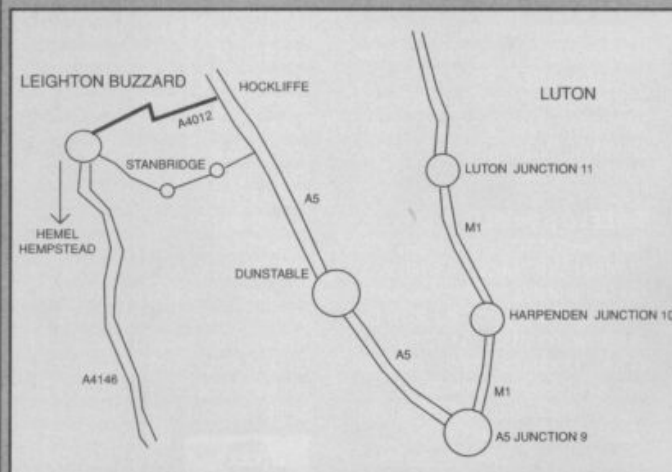 LEIGHTON BUZZARD
HOCKLIFFE
LUTON
A4012
STANBRIDGE
LUTON JUNCTION 11
A5
M1
HEMEL
HEMPSTEAD
DUNSTABLE
HARPENDEN JUNCTION 10
A5
A4146
M1
A5 JUNCTION 9